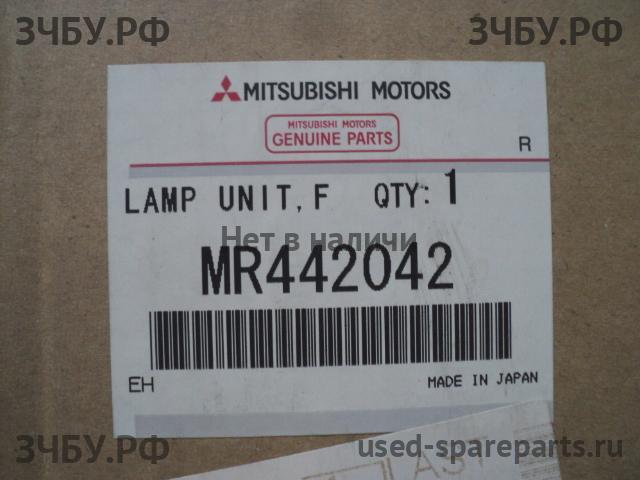 ЗЧБУ.РФ
ЗЧБУ.РФ
MITSUBISHI MOTORS
MITSUBISHI MOTORS
GENUINE PARTS
R
LAMP UNIT, F QTY: 1
Нет в наличи
MR442042
EH
MADE IN JAPAN
ЗЧБУ.РФ
used-spareparts.ru